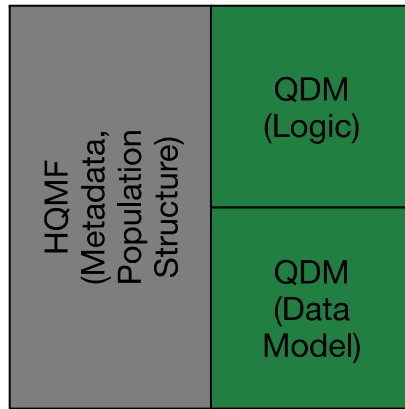 HQMF
(Metadata,
Population
Structure)
QDM
(Logic)
QDM
(Data
Model)